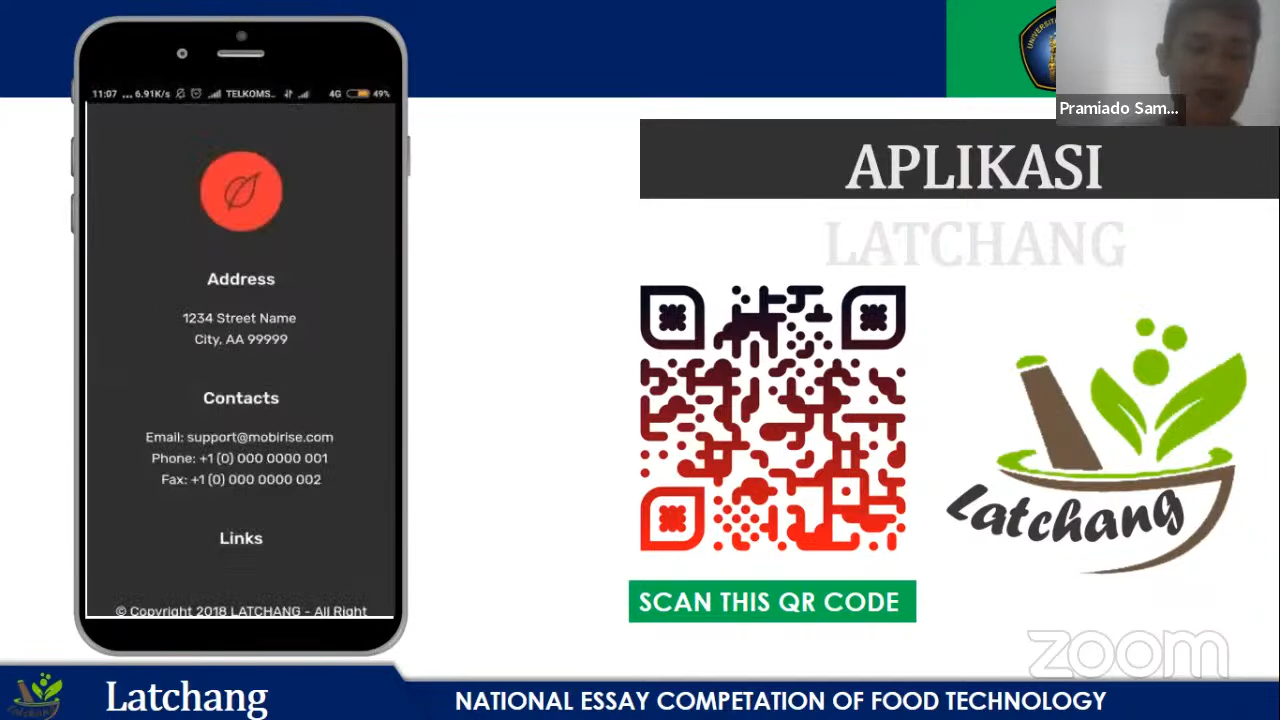 11:07 ... 6.91K/s TELKOMS... 4G 49%
Address
1234 Street Name
City, AA 99999
Contacts
Email: support@mobirise.com
Phone: +1 (0) 000 0000 001
Fax: +1 (0) 000 0000 002
Links
© Copyright 2018 LATCHANG - All Right
Pramiado Sam...
APLIKASI
LATCHANG
Latchang
SCAN THIS QR CODE
zoom
Latchang
Latchang
NATIONAL ESSAY COMPETATION OF FOOD TECHNOLOGY